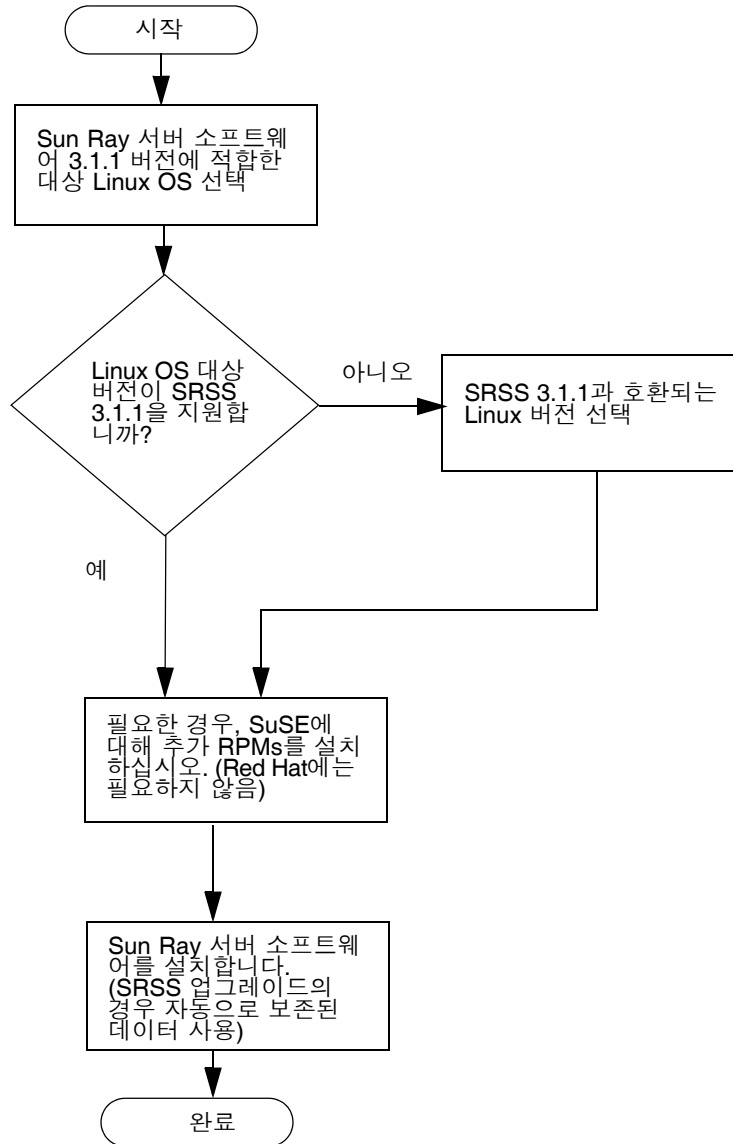 시작
Sun Ray 서버 소프트웨
어 3.1.1 버전에 적합한
대상 Linux OS 선택
Linux OS 대상
버전이 SRSS
3.1.1을 지원합
니까?
아니오
SRSS 3.1.1과 호환되는
Linux 버전 선택
예
필요한 경우, SuSE에
대해 추가 RPMs를 설치
하십시오. (Red Hat에는
필요하지 않음)
Sun Ray 서버 소프트웨
어를 설치합니다.
(SRSS 업그레이드의
경우 자동으로 보존된
데이터 사용)
완료